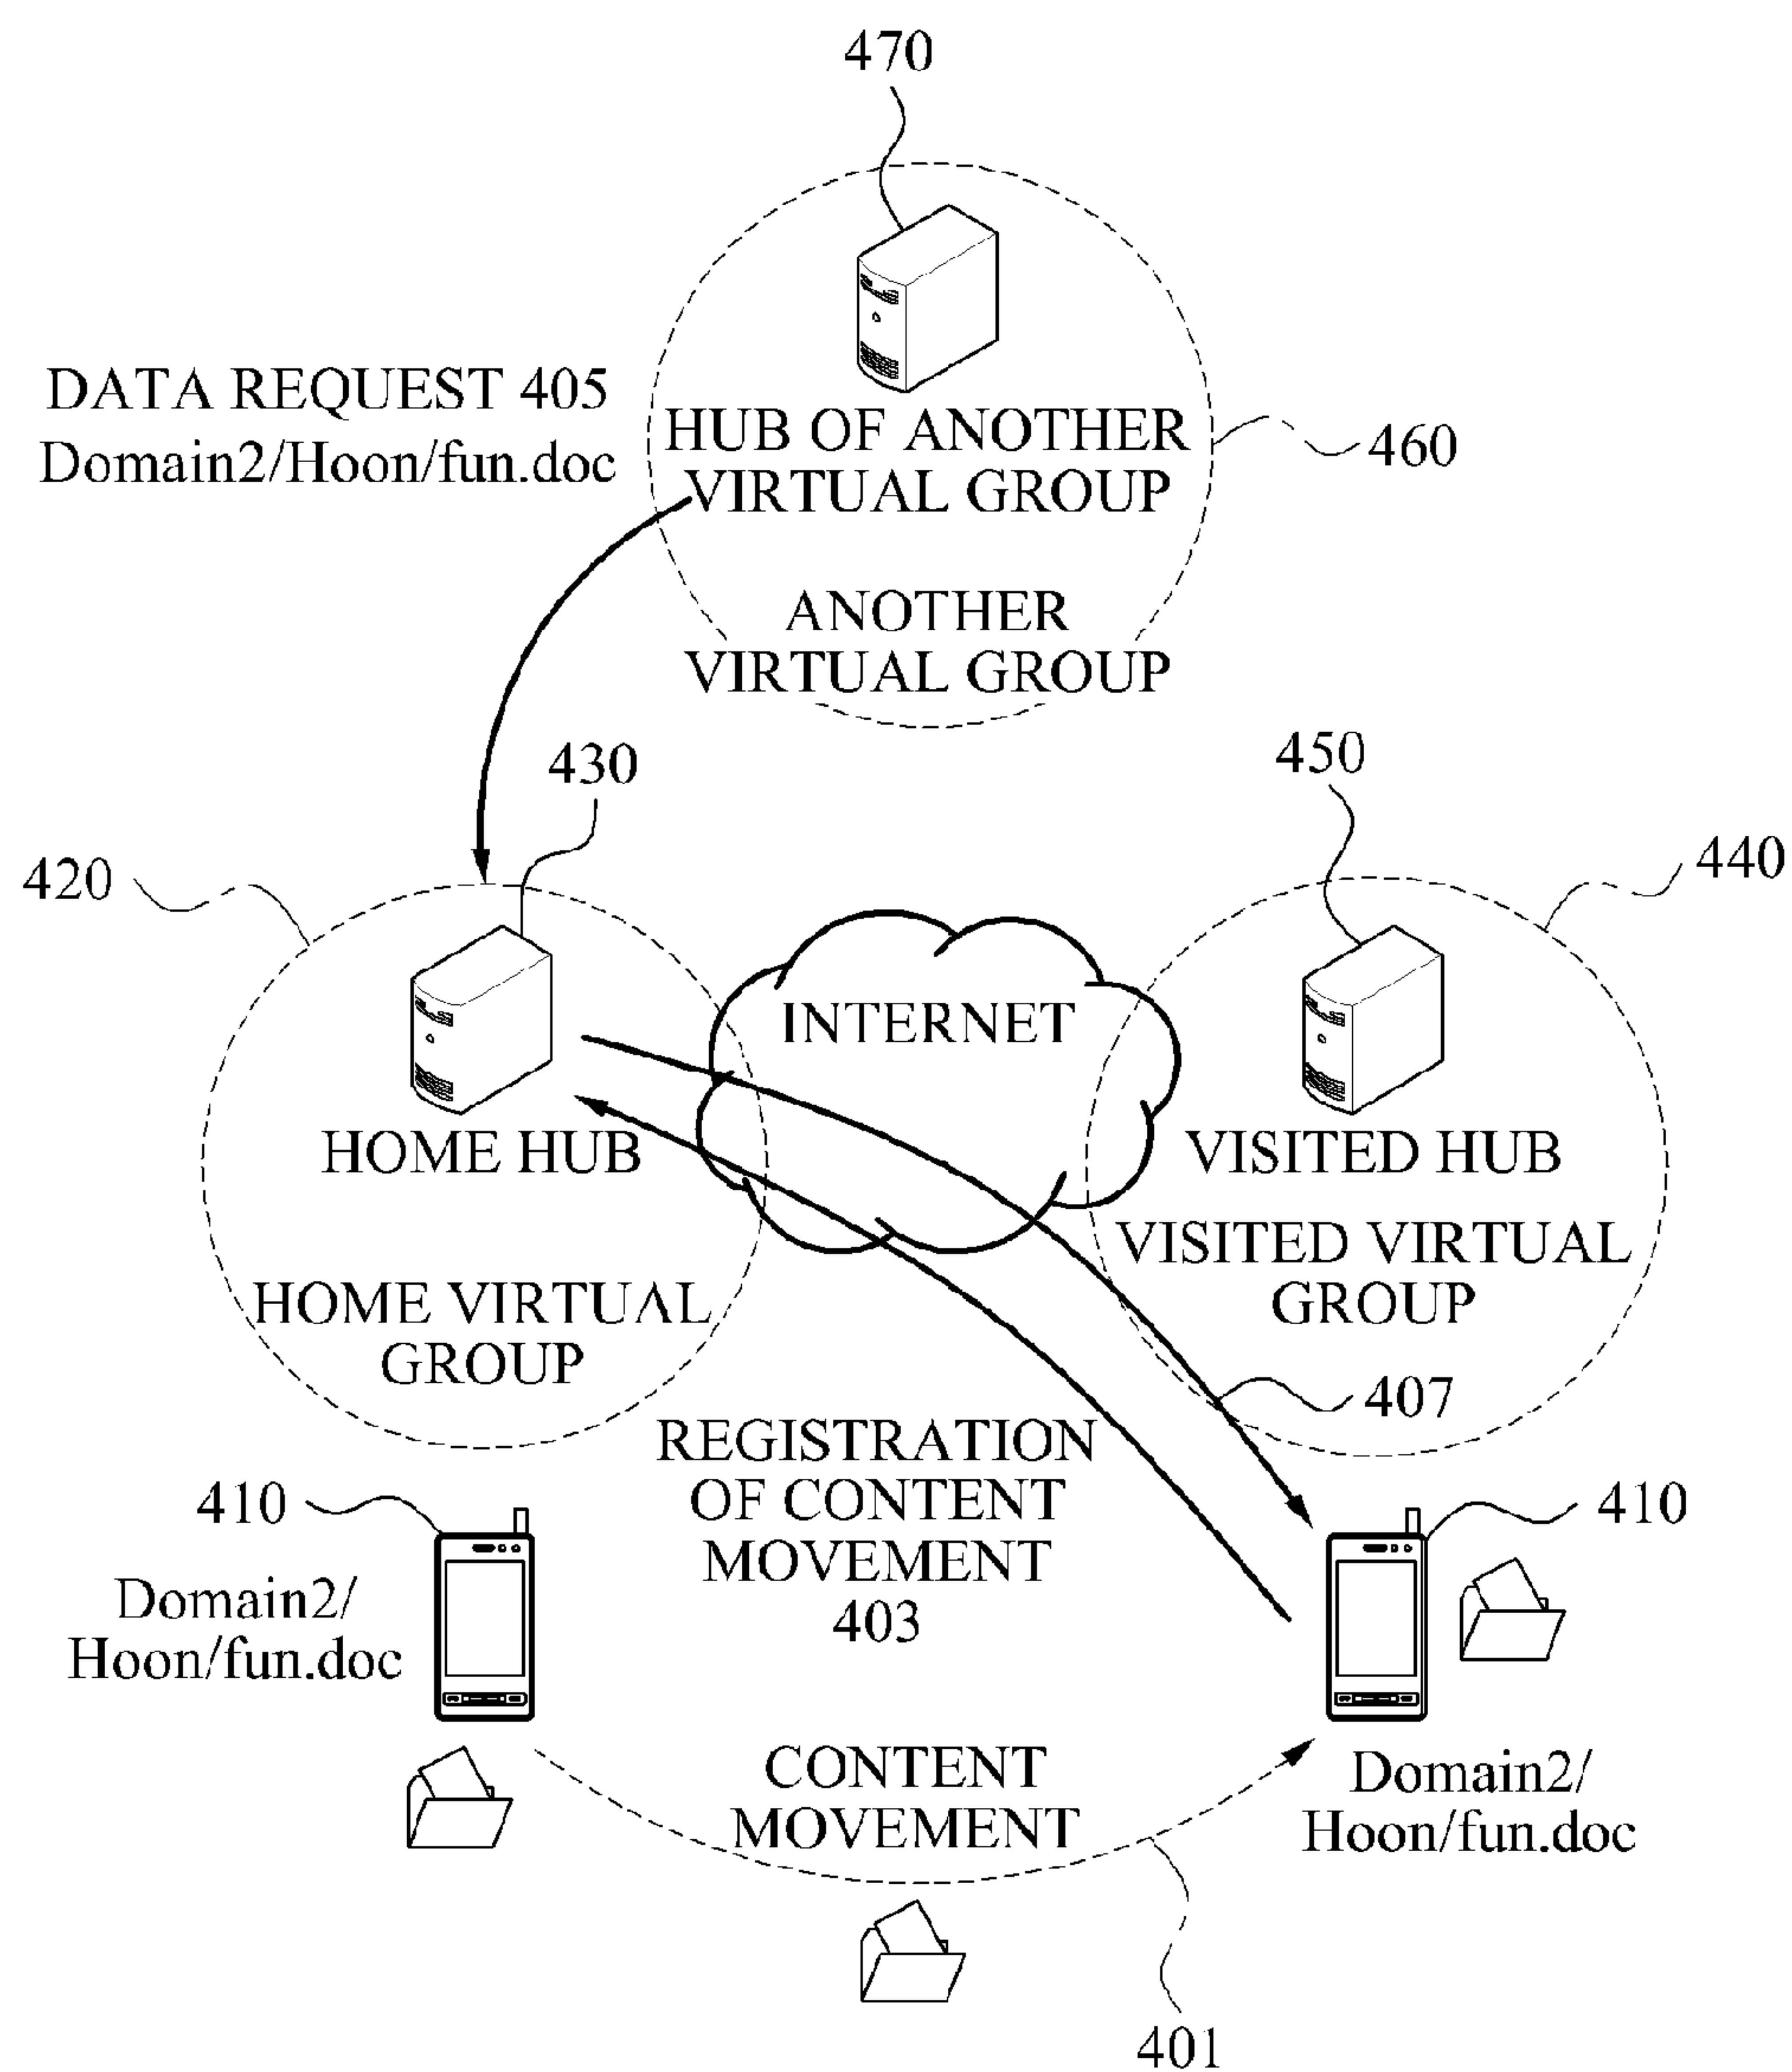 470
DATA REQUEST 405
Domain2/Hoon/fun.doc
HUB OF ANOTHER
VIRTUAL GROUP
460
ANOTHER
VIRTUAL GROUP
430
450
420
440
INTERNET
HOME HUB
VISITED HUB
VISITED VIRTUAL
GROUP
HOME VIRTUAL
GROUP
407
REGISTRATION
OF CONTENT
MOVEMENT
403
410
410
Domain2/
Hoon/fun.doc
CONTENT
MOVEMENT
Domain2/
Hoon/fun.doc
401